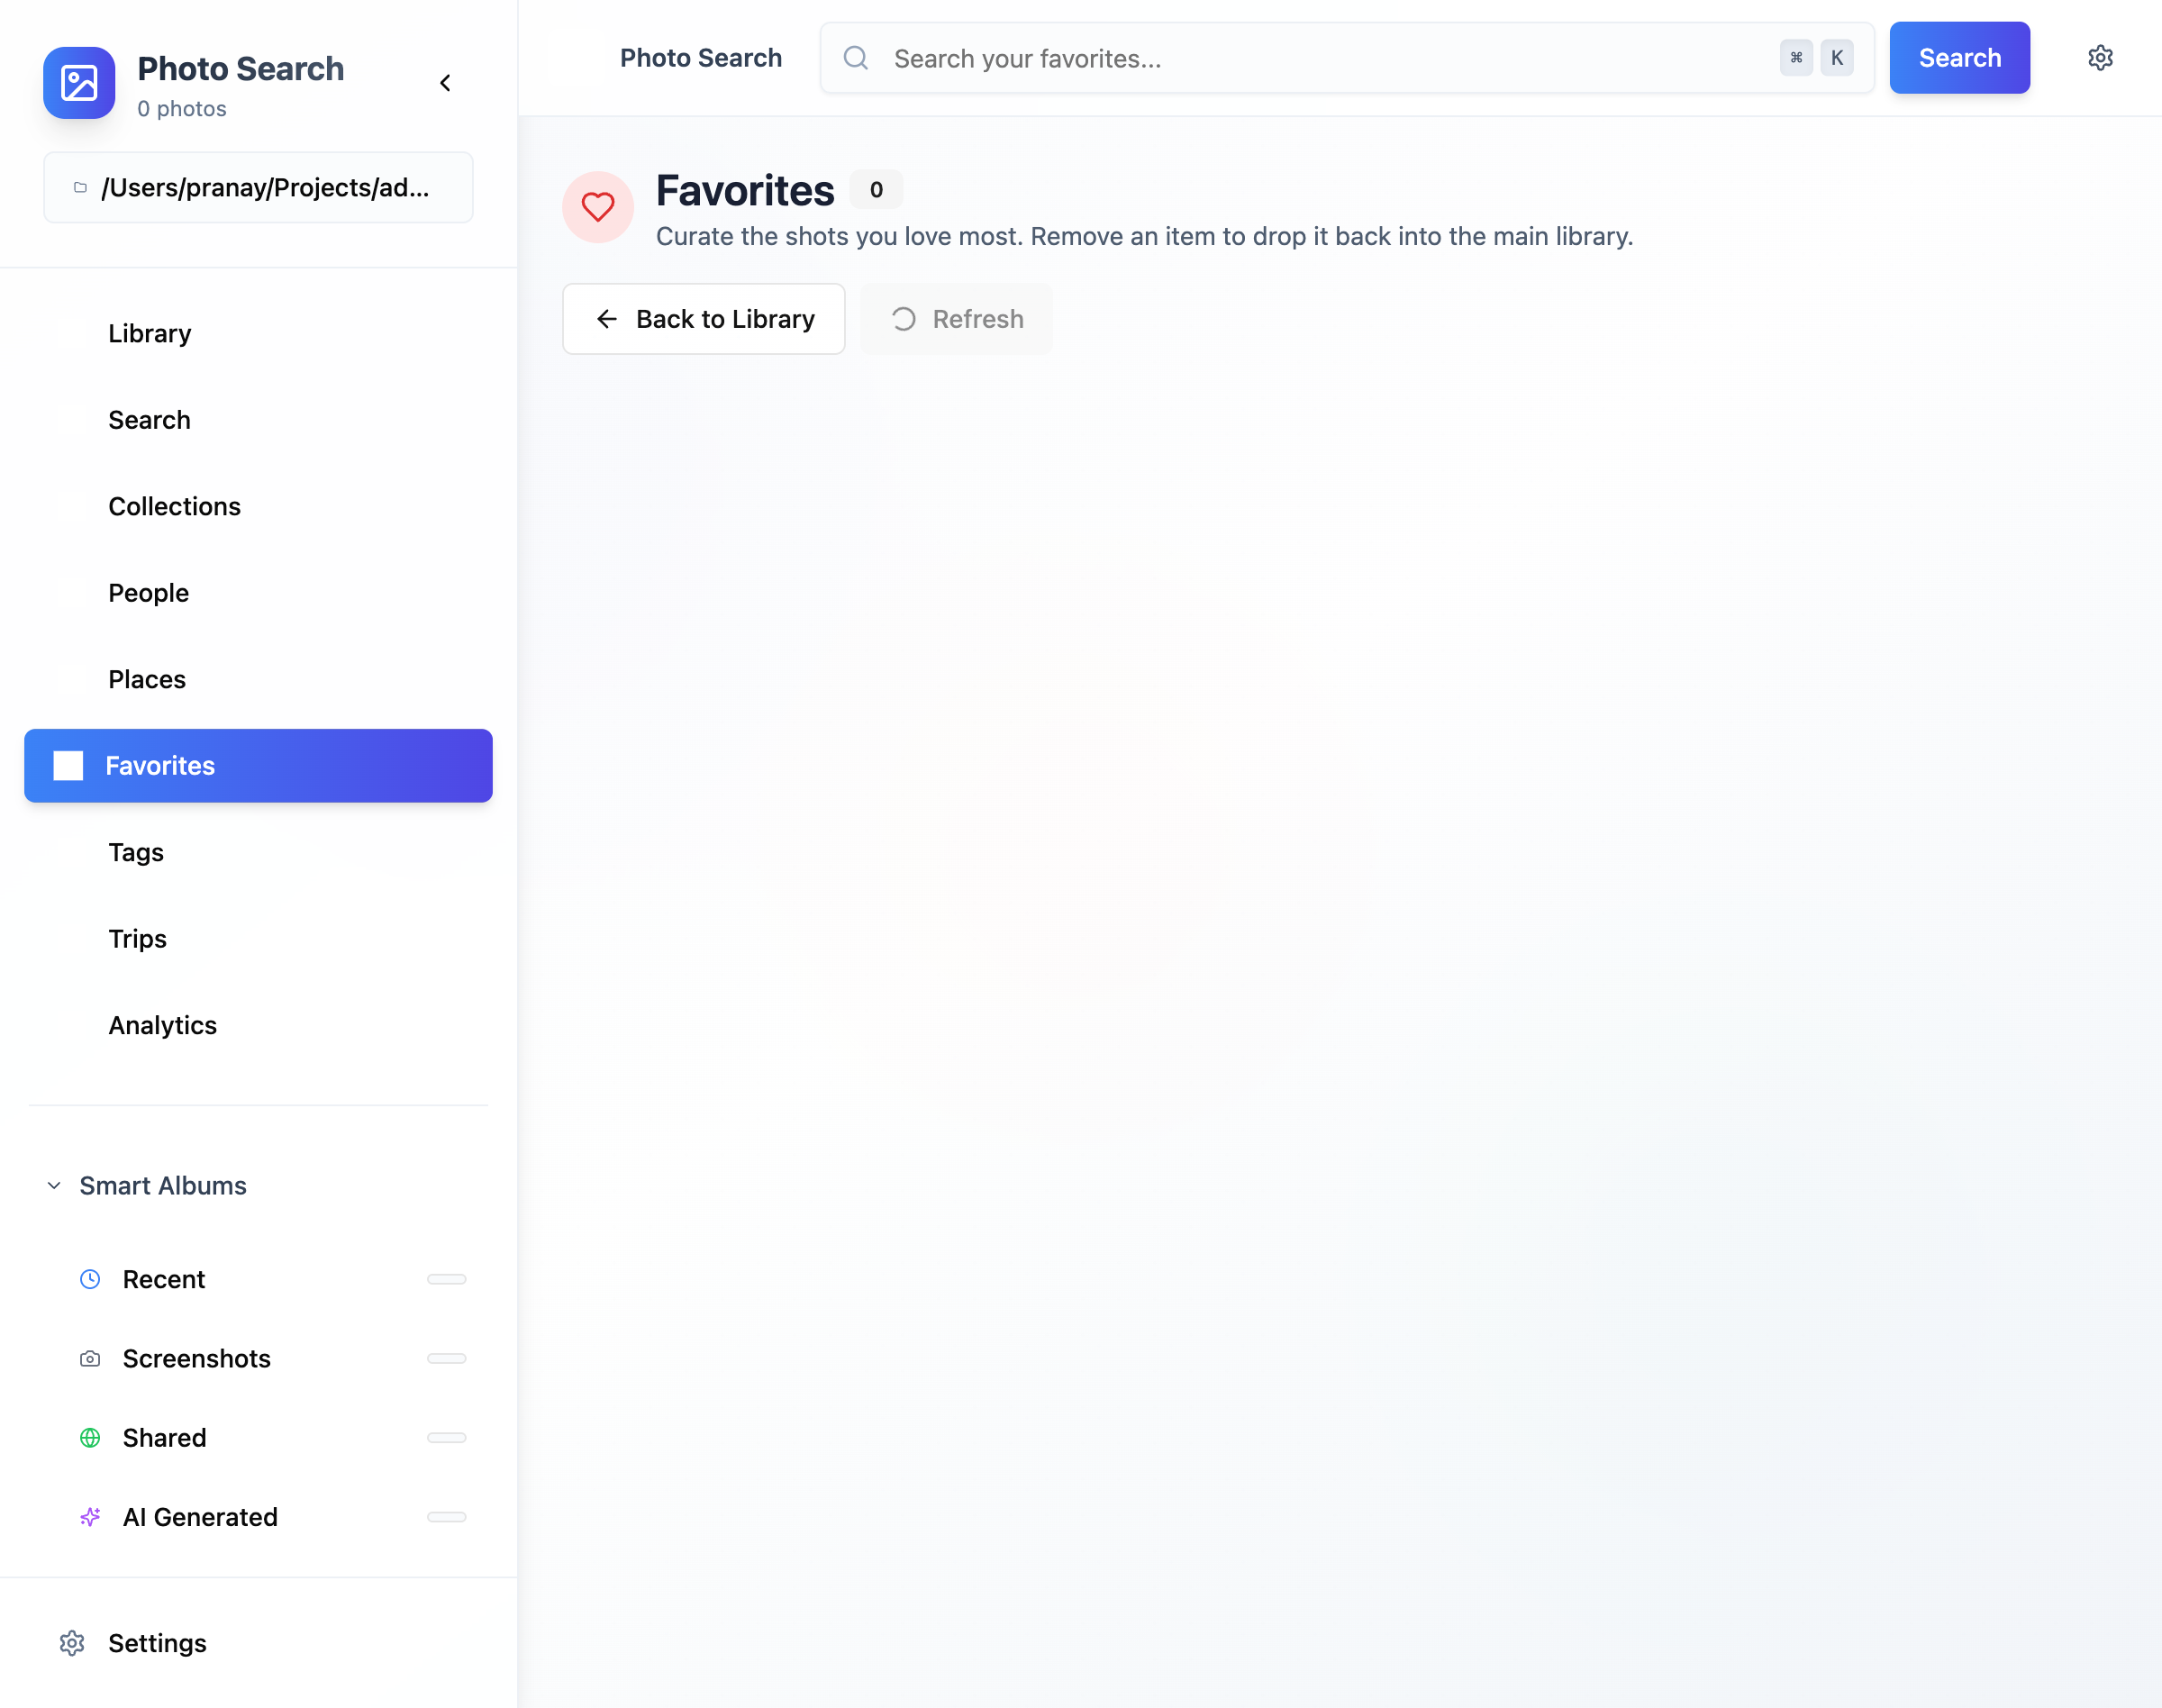 Photo Search
0 photos
/Users/pranay/Projects/ad...
Library
Search
Collections
People
Places
Favorites
Tags
Trips
Analytics
Smart Albums
Recent
Screenshots
Shared
AI Generated
Settings
Photo Search
Search your favorites...
⌘ K
Search
Favorites 0
Curate the shots you love most. Remove an item to drop it back into the main library.
Back to Library
Refresh